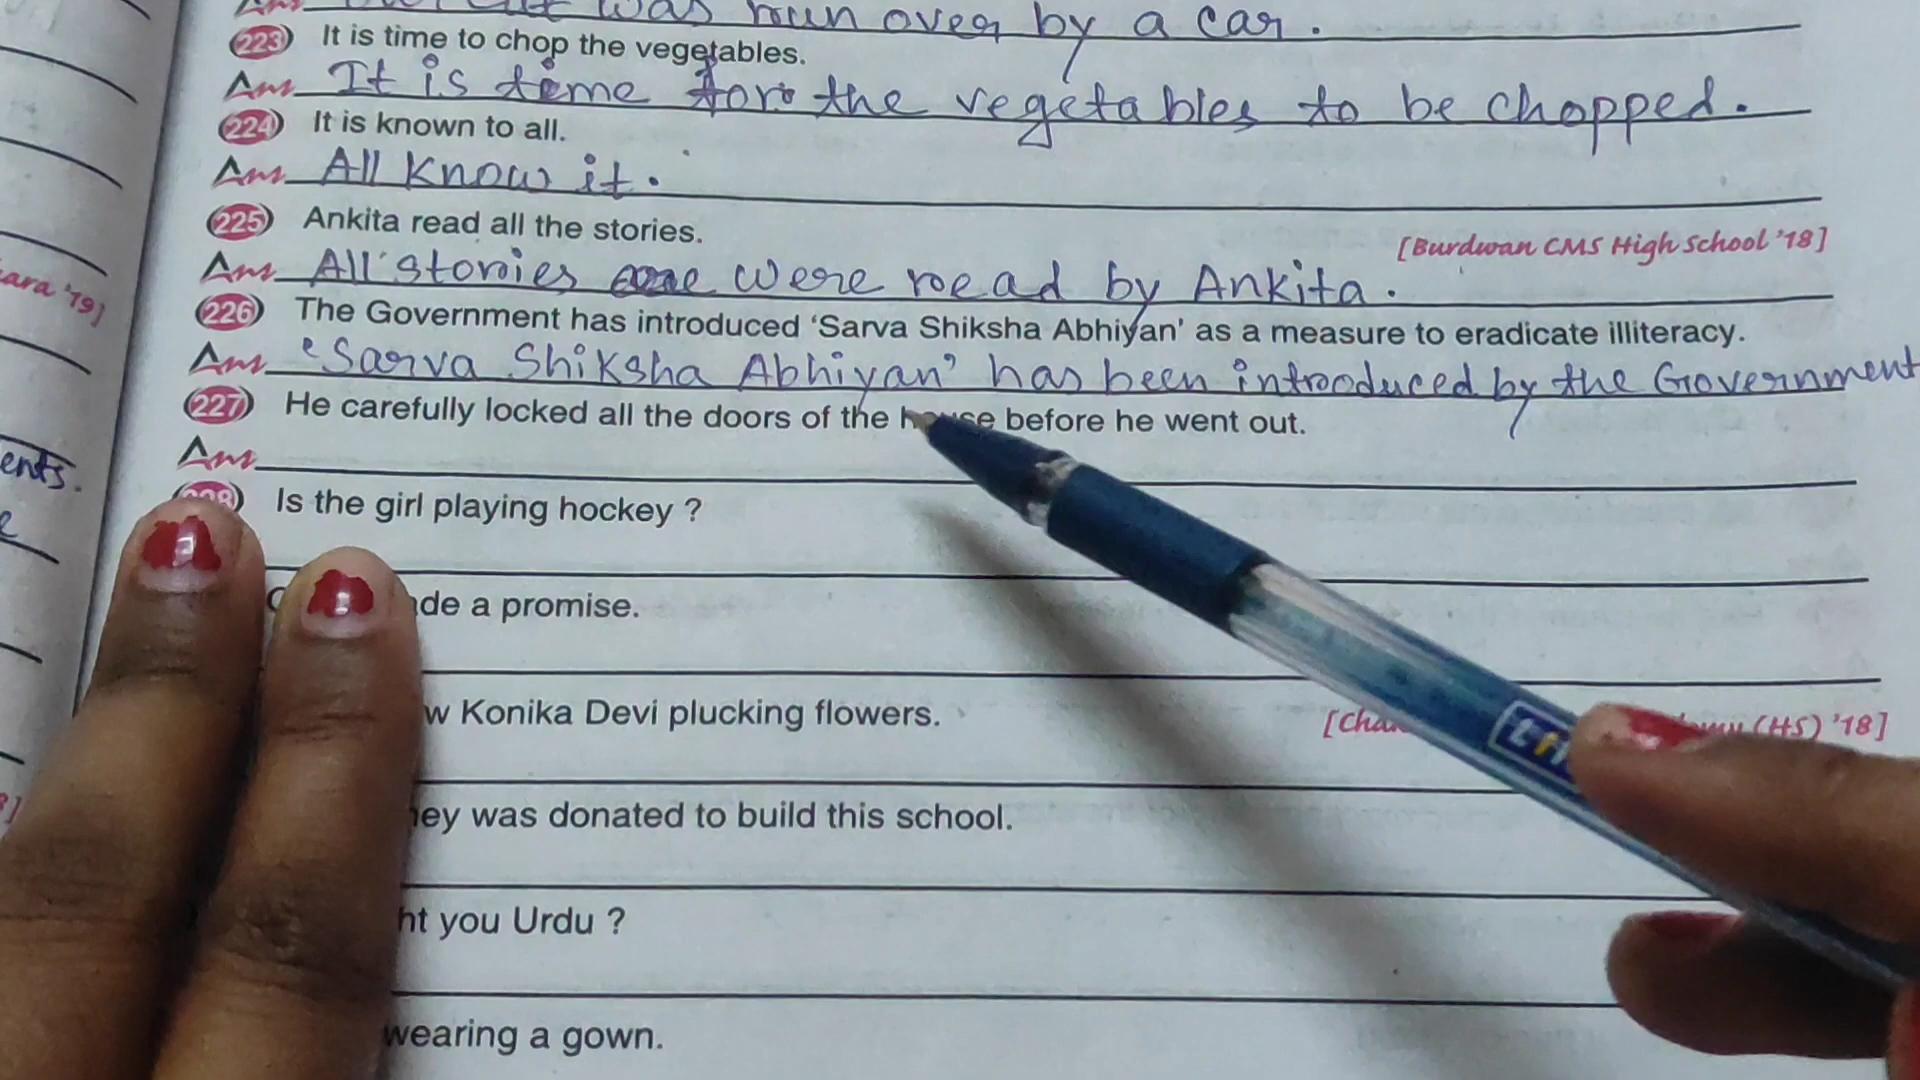 was run over by a car.
223 It is time to chop the vegetables.
Ans It is time for the vegetables to be chopped.
224 It is known to all.
Ans All know it.
225 Ankita read all the stories.
[Burdwan CMS High School '18]
Ans All stories were read by Ankita.
226 The Government has introduced 'Sarva Shiksha Abhiyan' as a measure to eradicate illiteracy.
Ans 'Sarva Shiksha Abhiyan' has been introduced by the Government
227 He carefully locked all the doors of the house before he went out.
Ans
Is the girl playing hockey ?
a promise.
Konika Devi plucking flowers.
(HS) '18]
was donated to build this school.
you Urdu ?
wearing a gown.
ara '19]
ents.